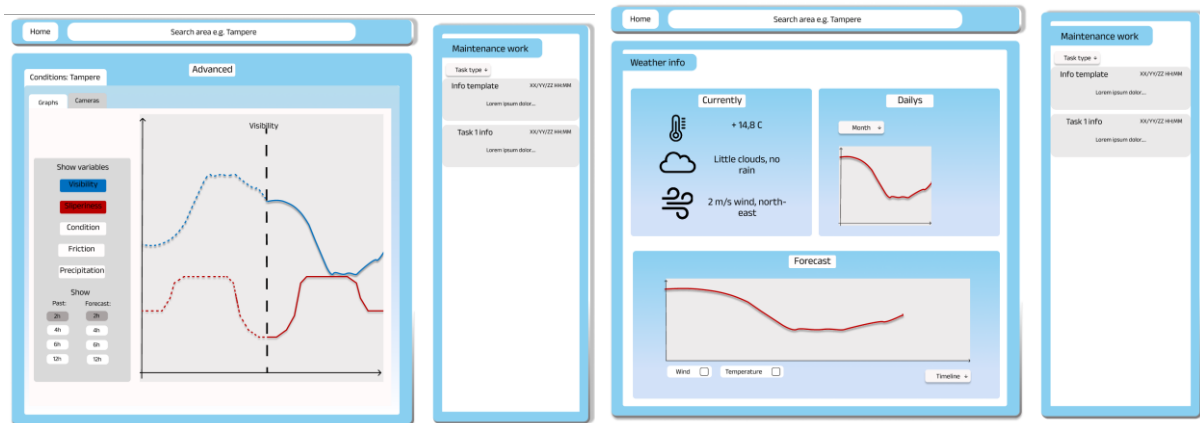 Home
Search area e.g. Tampere
Advanced
Conditions: Tampere
Graphs
Cameras
Visibility
Show variables
Visibility
Slipperiness
Condition
Friction
Precipitation
Show
Past:
Forecast:
2h
2h
4h
4h
6h
6h
12h
12h
Maintenance work
Task type
Info template
XX/YY/ZZ HH:MM
Lorem ipsum dolor...
Task 1 info
XX/YY/ZZ HH:MM
Lorem ipsum dolor...
Home
Search area e.g. Tampere
Weather info
Currently
+ 14,8 C
Little clouds, no
rain
2 m/s wind, north-
east
Dailys
Month
Forecast
Wind
Temperature
Timeline
Maintenance work
Task type
Info template
XX/YY/ZZ HH:MM
Lorem ipsum dolor...
Task 1 info
XX/YY/ZZ HH:MM
Lorem ipsum dolor...